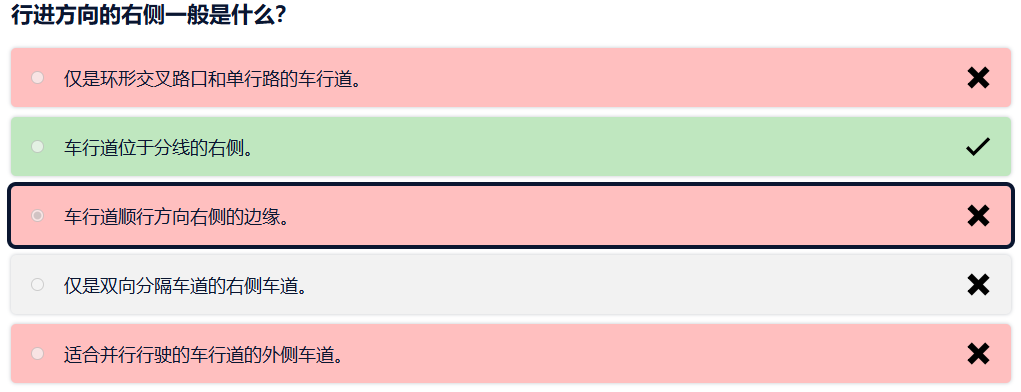 行进方向的右侧一般是什么?
仅是环形交叉路口和单行路的车行道。
车行道位于分线的右侧。
车行道顺行方向右侧的边缘。
仅是双向分隔车道的右侧车道。
适合并行行驶的车行道的外侧车道。